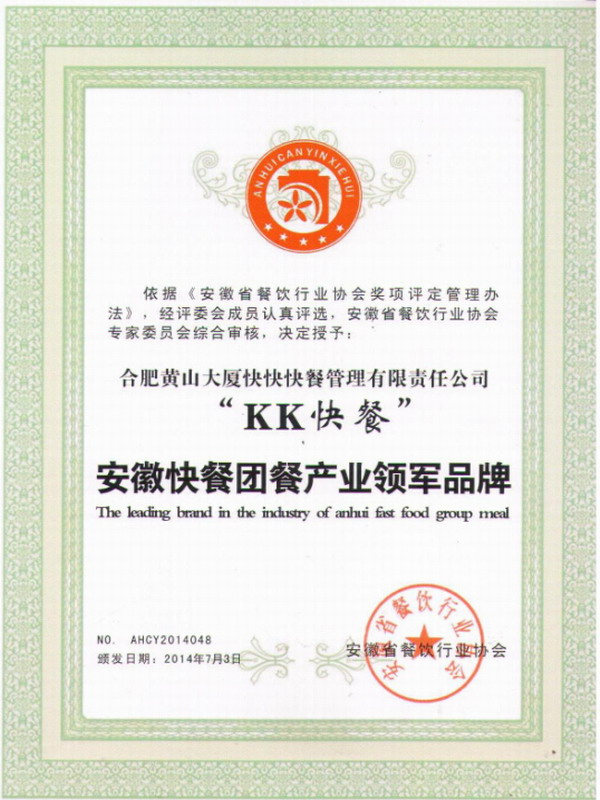 ANHUICANYINXIEHUI
依据《安徽省餐饮行业协会奖项评定管理办
法》，经评委会成员认真评选，安徽省餐饮行业协会
专家委员会综合审核，决定授予：
合肥黄山大厦快快快餐管理有限责任公司
“KK快餐”
安徽快餐团餐产业领军品牌
The leading brand in the industry of anhui fast food group meal
NO. AHCY2014048
颁发日期：2014年7月3日
安徽省餐饮行业协会
安徽省餐饮行业协会